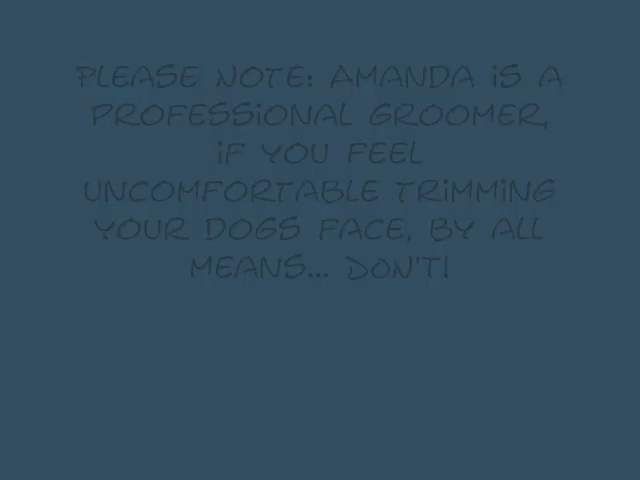 PLEASE NOTE: AMANDA iS A
PROFESSiONAL GROOMER,
iF YOU FEEL
UNCOMFORTABLE TRiMMiNG
YOUR DOGS FACE, BY ALL
MEANS... DON'T!